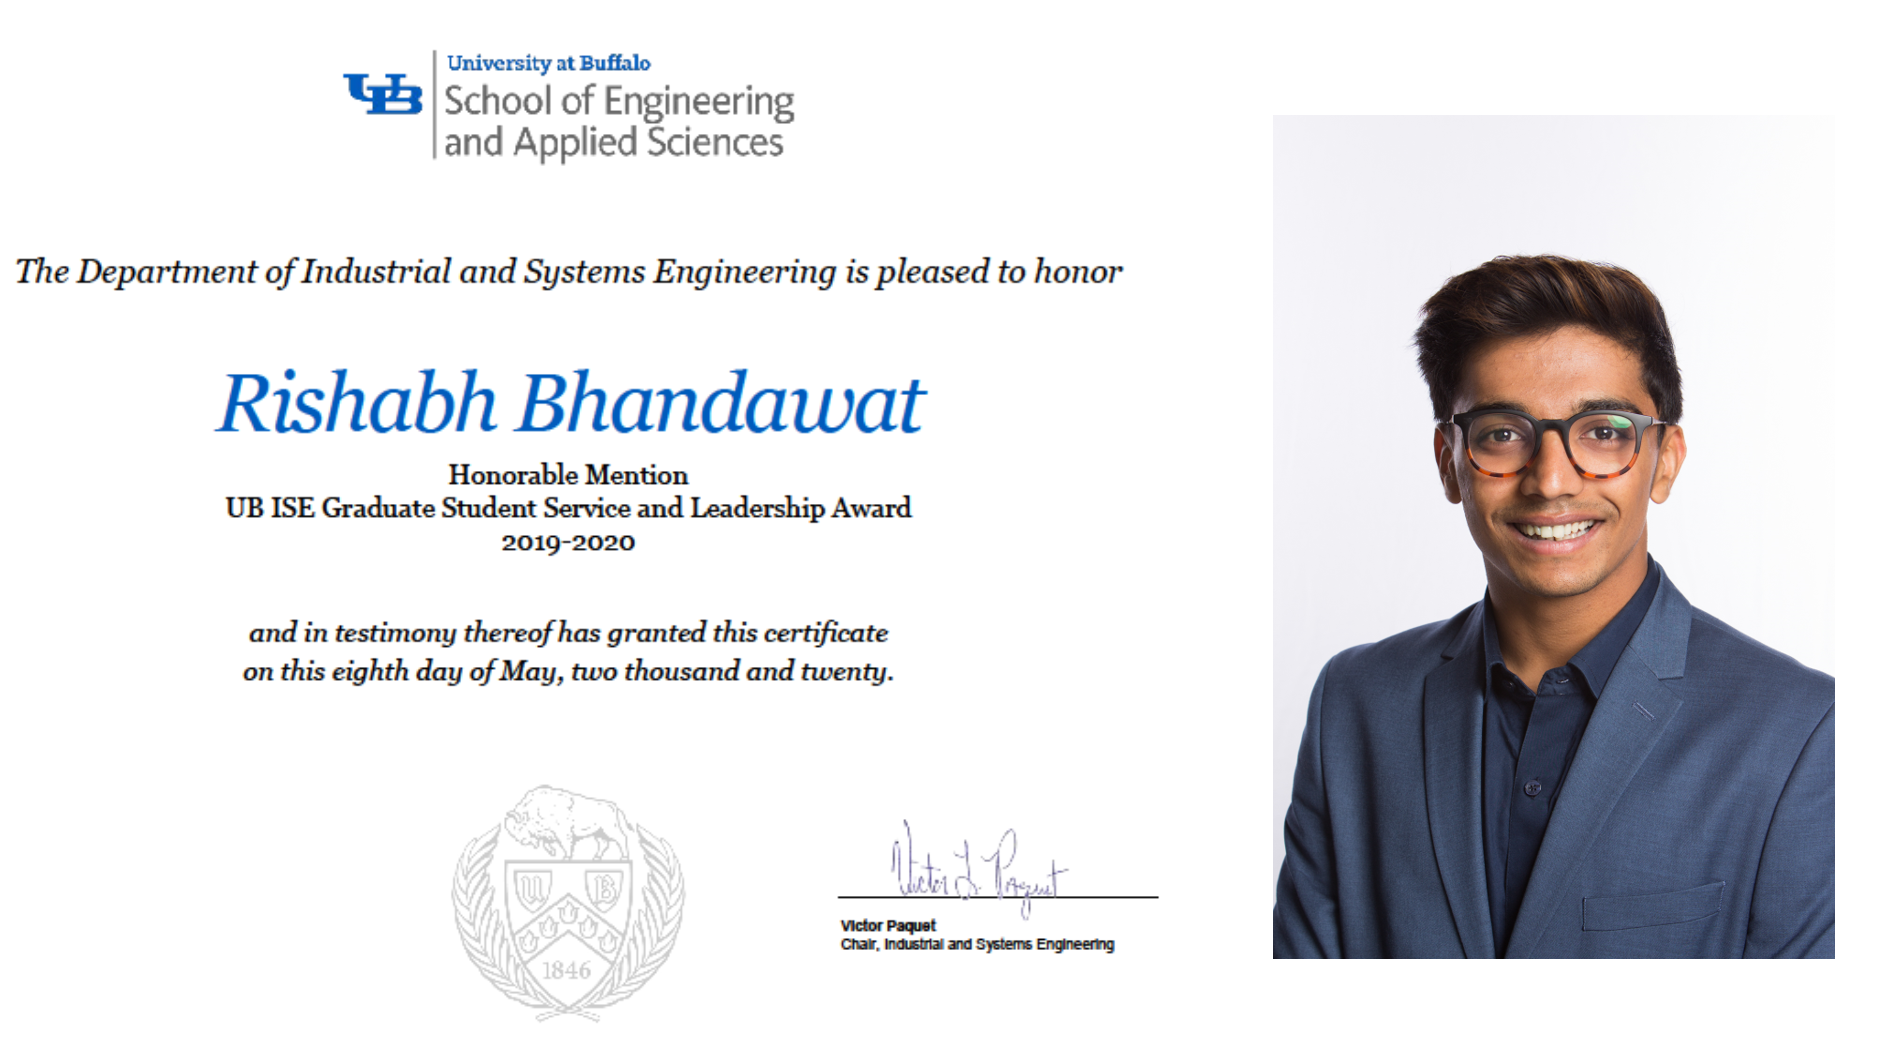 UB
University at Buffalo
School of Engineering
and Applied Sciences
The Department of Industrial and Systems Engineering is pleased to honor
Rishabh Bhandawat
Honorable Mention
UB ISE Graduate Student Service and Leadership Award
2019-2020
and in testimony thereof has granted this certificate
on this eighth day of May, two thousand and twenty.
U B
1846
Victor L. Paquet
Victor Paquet
Chair, Industrial and Systems Engineering